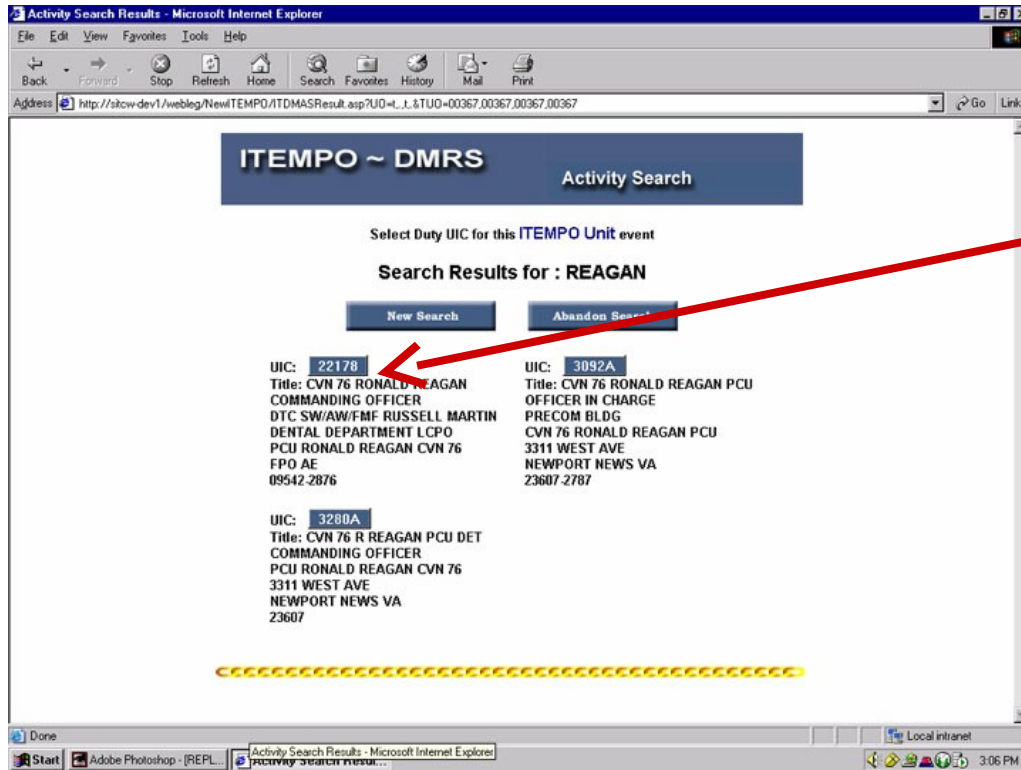 Activity Search Results - Microsoft Internet Explorer
File Edit View Favorites Tools Help
Back Forward Stop Refresh Home Search Favorites History Mail Print
Address http://sitcw-dev1/webleg/NewITEMPO/ITDMASResult.asp?UO=t,,t,&TUO=00367,00367,00367,00367 Go Link
ITEMPO ~ DMRS
Activity Search
Select Duty UIC for this ITEMPO Unit event
Search Results for : REAGAN
New Search Abandon Search
UIC: 22178
Title: CVN 76 RONALD REAGAN
COMMANDING OFFICER
DTC SW/AW/FMF RUSSELL MARTIN
DENTAL DEPARTMENT LCPO
PCU RONALD REAGAN CVN 76
FPO AE
09542-2876
UIC: 3092A
Title: CVN 76 RONALD REAGAN PCU
OFFICER IN CHARGE
PRECOM BLDG
CVN 76 RONALD REAGAN PCU
3311 WEST AVE
NEWPORT NEWS VA
23607-2787
UIC: 3280A
Title: CVN 76 R REAGAN PCU DET
COMMANDING OFFICER
PCU RONALD REAGAN CVN 76
3311 WEST AVE
NEWPORT NEWS VA
23607
Done Local intranet
Activity Search Results - Microsoft Internet Explorer
Start Adobe Photoshop - [REPL... Activity Search Resul... 3:06 PM